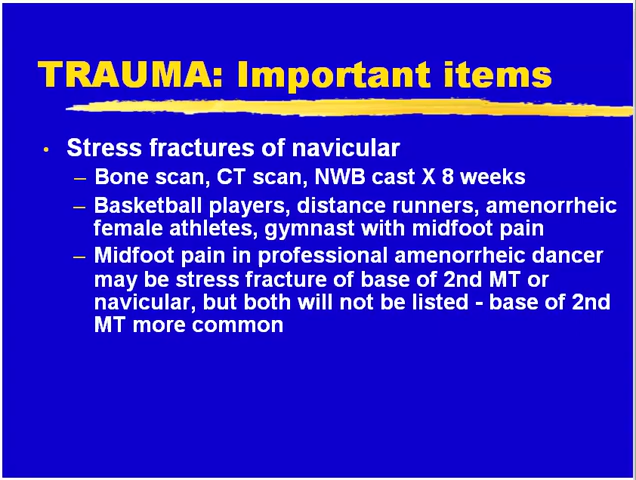 TRAUMA: Important items
• Stress fractures of navicular
– Bone scan, CT scan, NWB cast X 8 weeks
– Basketball players, distance runners, amenorrheic
female athletes, gymnast with midfoot pain
– Midfoot pain in professional amenorrheic dancer
may be stress fracture of base of 2nd MT or
navicular, but both will not be listed - base of 2nd
MT more common